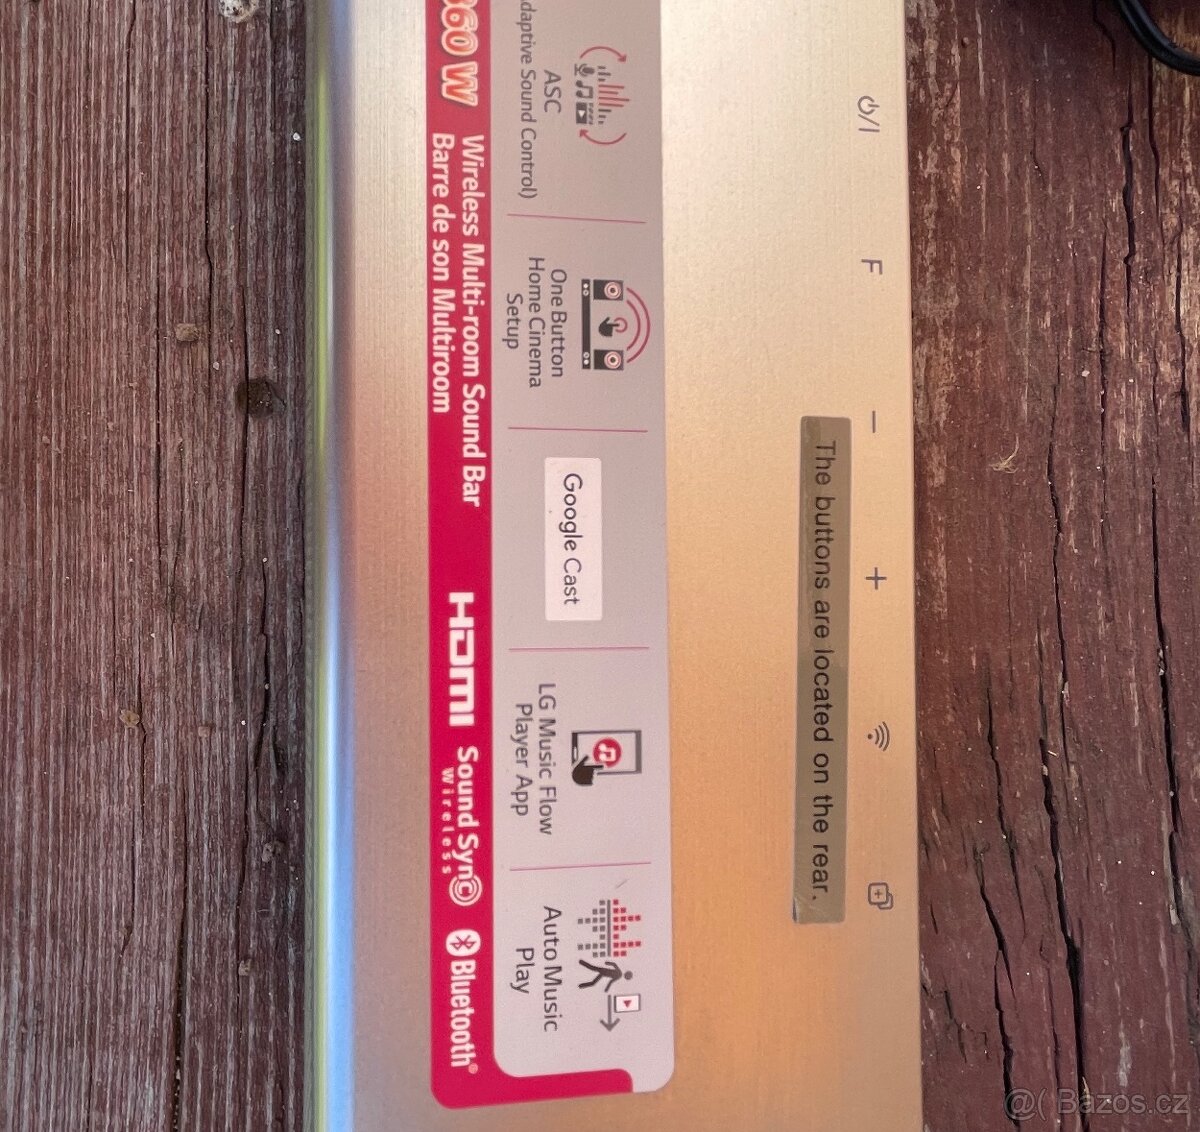 360 W
Wireless Multi-room Sound Bar
Barre de son Multiroom
HDMI
Sound Sync
Wireless
Bluetooth®
ASC
Adaptive Sound Control)
One Button
Home Cinema
Setup
Google Cast
LG Music Flow
Player App
Auto Music
Play
F
The buttons are located on the rear.
@( Bazos.cz